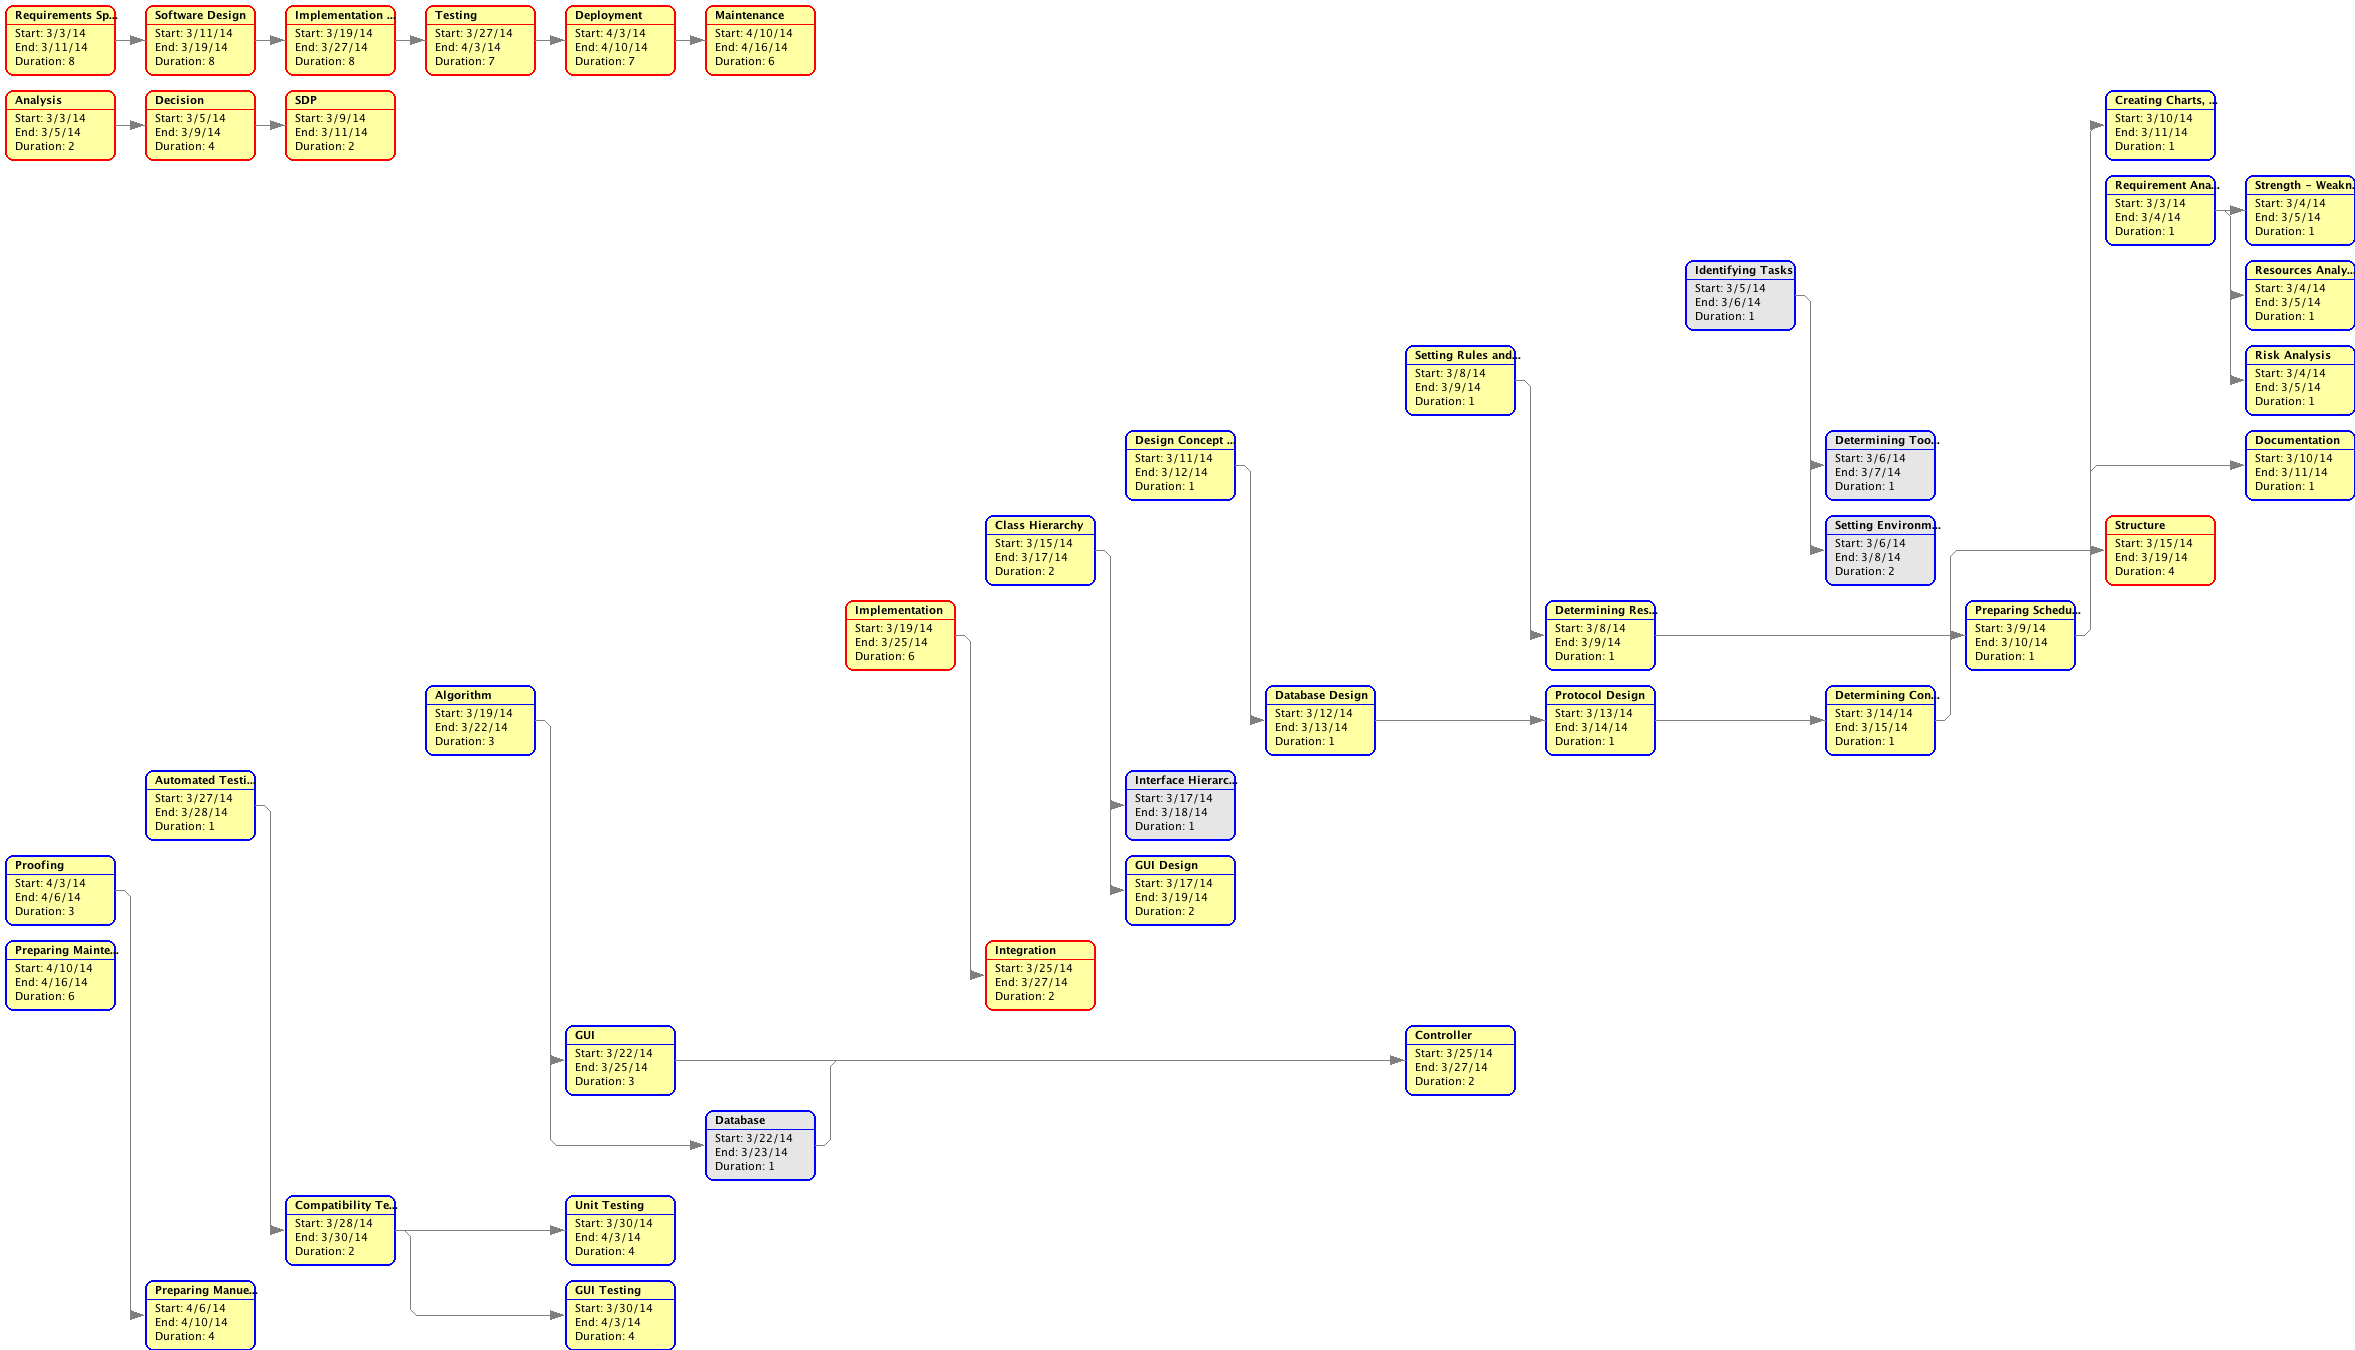 Requirements Sp...
Start: 3/3/14
End: 3/11/14
Duration: 8
Software Design
Start: 3/11/14
End: 3/19/14
Duration: 8
Implementation ...
Start: 3/19/14
End: 3/27/14
Duration: 8
Testing
Start: 3/27/14
End: 4/3/14
Duration: 7
Deployment
Start: 4/3/14
End: 4/10/14
Duration: 7
Maintenance
Start: 4/10/14
End: 4/16/14
Duration: 6
Analysis
Start: 3/3/14
End: 3/5/14
Duration: 2
Decision
Start: 3/5/14
End: 3/9/14
Duration: 4
SDP
Start: 3/9/14
End: 3/11/14
Duration: 2
Creating Charts, ...
Start: 3/10/14
End: 3/11/14
Duration: 1
Requirement Ana...
Start: 3/3/14
End: 3/4/14
Duration: 1
Strength - Weakn..
Start: 3/4/14
End: 3/5/14
Duration: 1
Identifying Tasks
Start: 3/5/14
End: 3/6/14
Duration: 1
Resources Analy...
Start: 3/4/14
End: 3/5/14
Duration: 1
Setting Rules and...
Start: 3/8/14
End: 3/9/14
Duration: 1
Risk Analysis
Start: 3/4/14
End: 3/5/14
Duration: 1
Design Concept ...
Start: 3/11/14
End: 3/12/14
Duration: 1
Determining Too...
Start: 3/6/14
End: 3/7/14
Duration: 1
Documentation
Start: 3/10/14
End: 3/11/14
Duration: 1
Class Hierarchy
Start: 3/15/14
End: 3/17/14
Duration: 2
Setting Environm...
Start: 3/6/14
End: 3/8/14
Duration: 2
Structure
Start: 3/15/14
End: 3/19/14
Duration: 4
Implementation
Start: 3/19/14
End: 3/25/14
Duration: 6
Determining Res...
Start: 3/8/14
End: 3/9/14
Duration: 1
Preparing Schedu...
Start: 3/9/14
End: 3/10/14
Duration: 1
Algorithm
Start: 3/19/14
End: 3/22/14
Duration: 3
Database Design
Start: 3/12/14
End: 3/13/14
Duration: 1
Protocol Design
Start: 3/13/14
End: 3/14/14
Duration: 1
Determining Con...
Start: 3/14/14
End: 3/15/14
Duration: 1
Automated Testi...
Start: 3/27/14
End: 3/28/14
Duration: 1
Interface Hierarc...
Start: 3/17/14
End: 3/18/14
Duration: 1
Proofing
Start: 4/3/14
End: 4/6/14
Duration: 3
GUI Design
Start: 3/17/14
End: 3/19/14
Duration: 2
Preparing Mainte...
Start: 4/10/14
End: 4/16/14
Duration: 6
Integration
Start: 3/25/14
End: 3/27/14
Duration: 2
GUI
Start: 3/22/14
End: 3/25/14
Duration: 3
Controller
Start: 3/25/14
End: 3/27/14
Duration: 2
Database
Start: 3/22/14
End: 3/23/14
Duration: 1
Compatibility Te...
Start: 3/28/14
End: 3/30/14
Duration: 2
Unit Testing
Start: 3/30/14
End: 4/3/14
Duration: 4
Preparing Manue...
Start: 4/6/14
End: 4/10/14
Duration: 4
GUI Testing
Start: 3/30/14
End: 4/3/14
Duration: 4